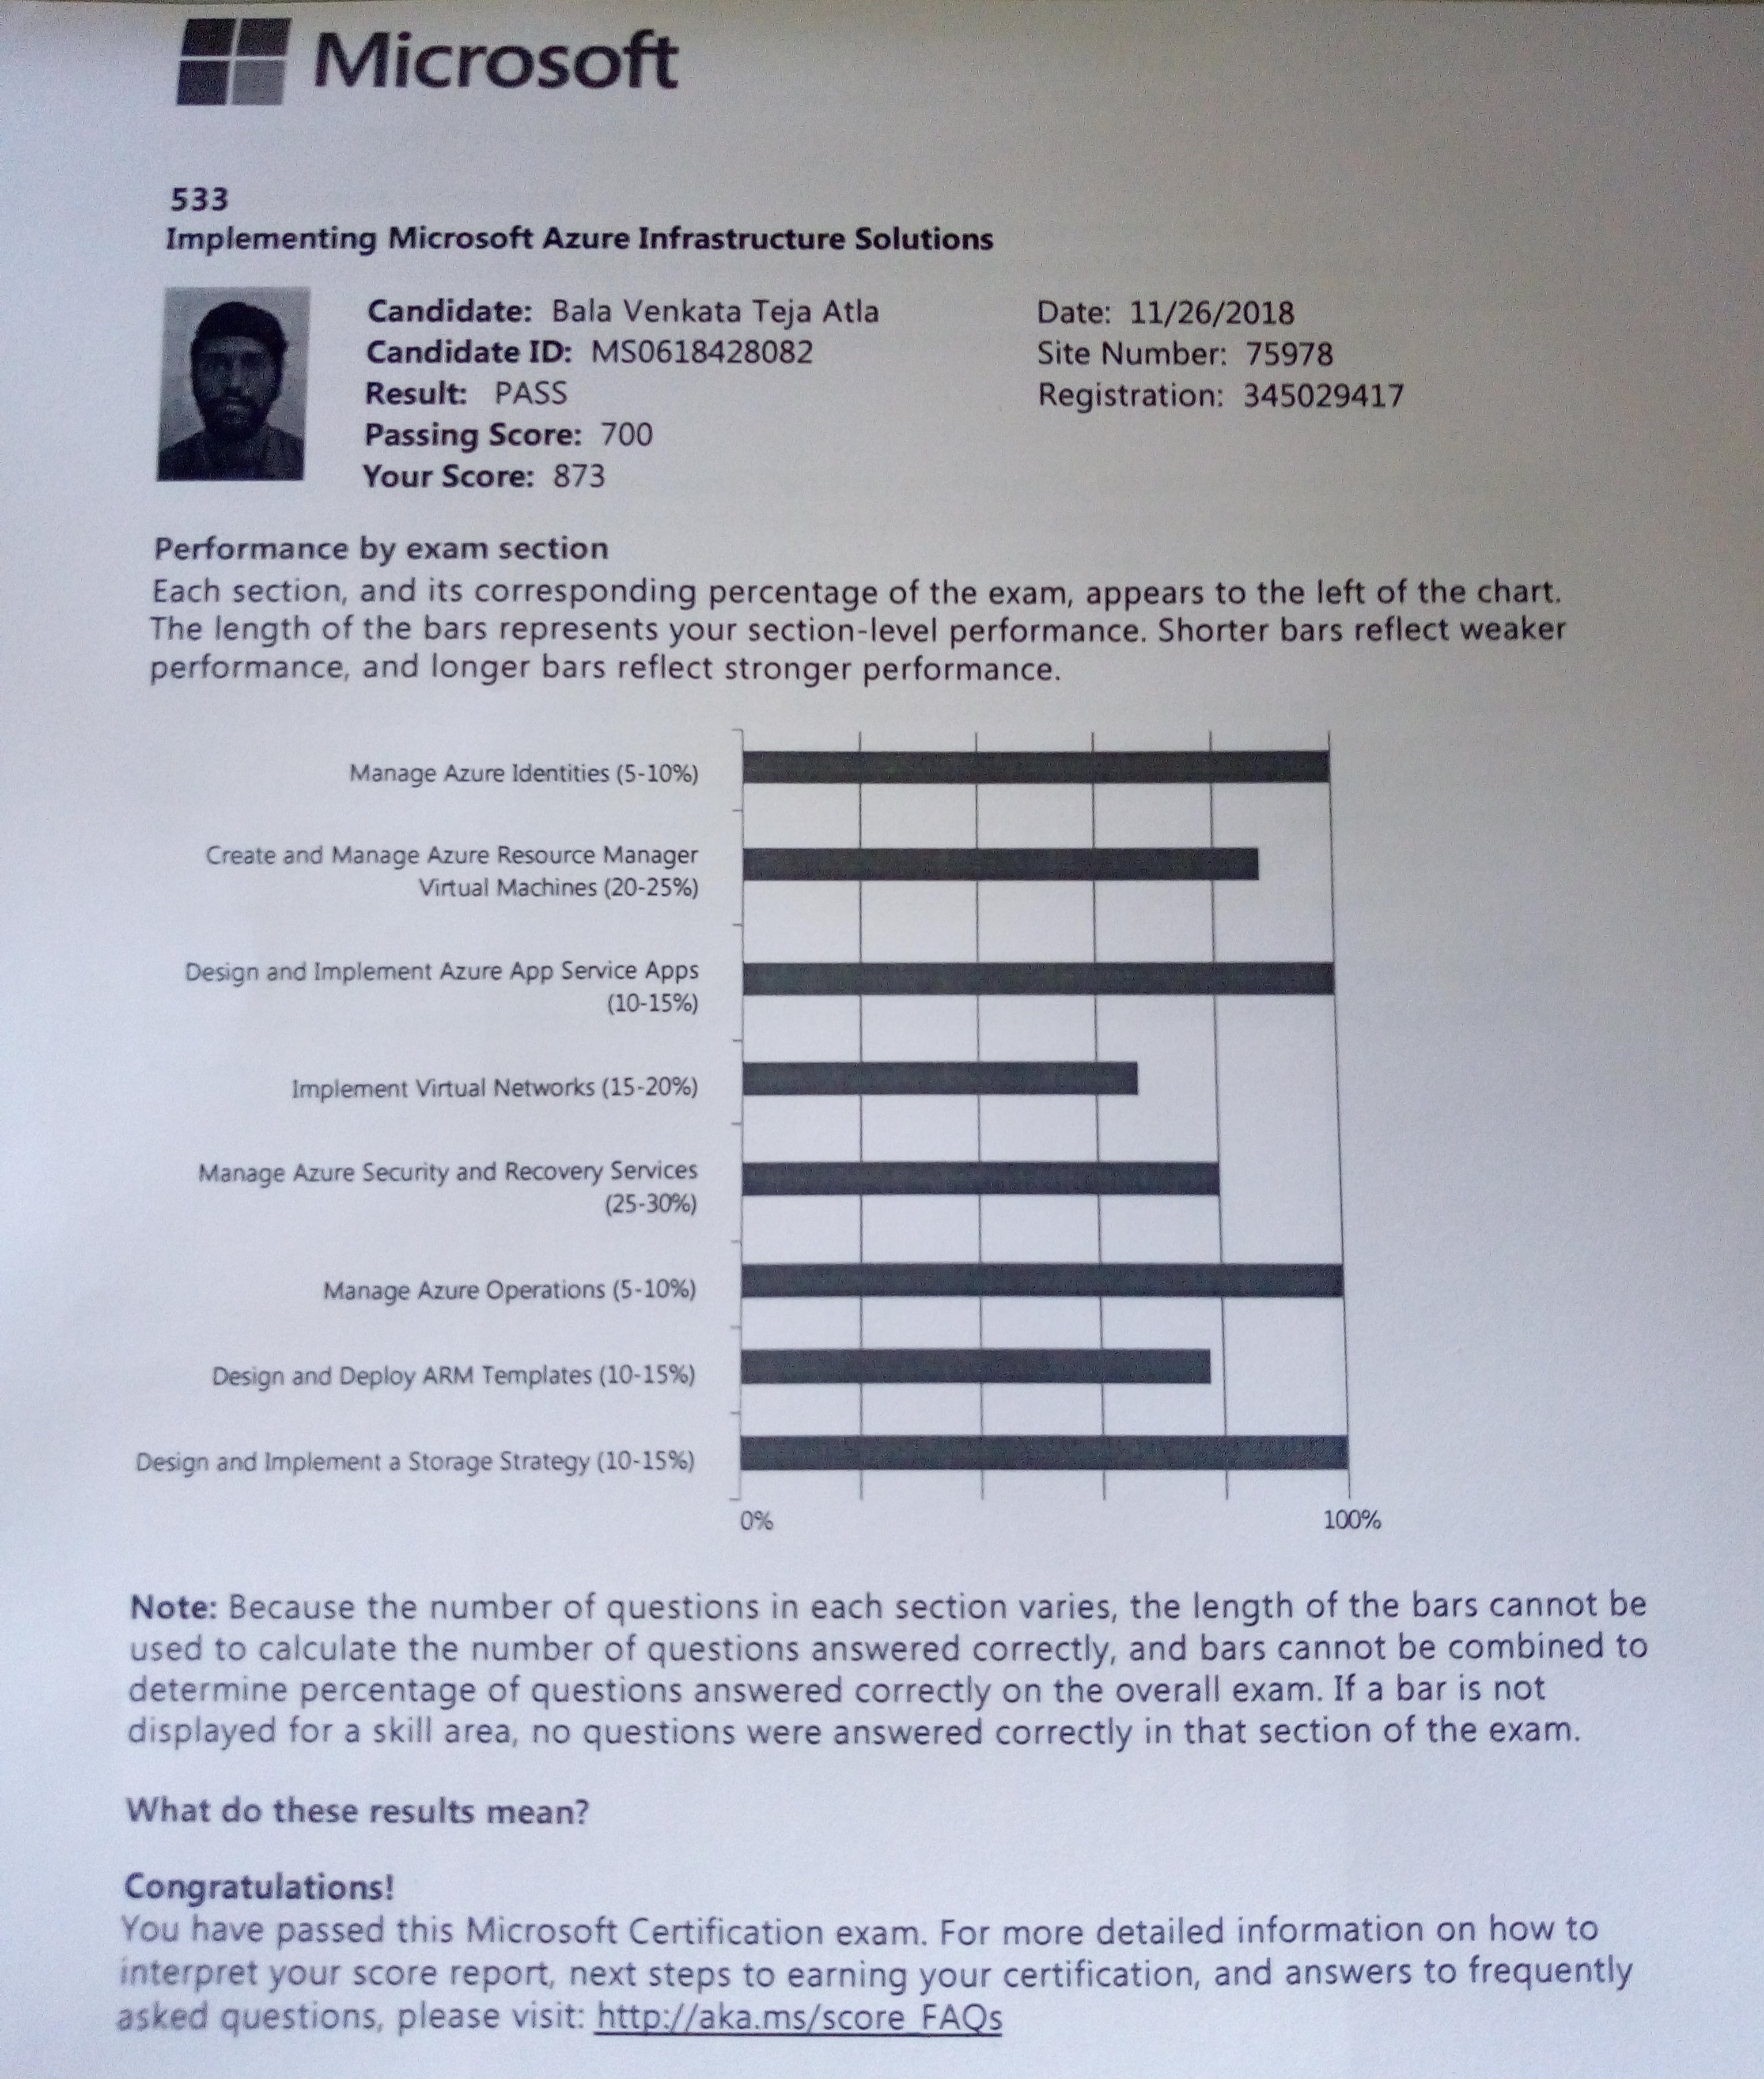 Microsoft
533
Implementing Microsoft Azure Infrastructure Solutions
Candidate: Bala Venkata Teja Atla
Candidate ID: MS0618428082
Result: PASS
Passing Score: 700
Your Score: 873
Date: 11/26/2018
Site Number: 75978
Registration: 345029417
Performance by exam section
Each section, and its corresponding percentage of the exam, appears to the left of the chart.
The length of the bars represents your section-level performance. Shorter bars reflect weaker
performance, and longer bars reflect stronger performance.
Manage Azure Identities (5-10%)
Create and Manage Azure Resource Manager
Virtual Machines (20-25%)
Design and Implement Azure App Service Apps
(10-15%)
Implement Virtual Networks (15-20%)
Manage Azure Security and Recovery Services
(25-30%)
Manage Azure Operations (5-10%)
Design and Deploy ARM Templates (10-15%)
Design and Implement a Storage Strategy (10-15%)
0%
100%
Note: Because the number of questions in each section varies, the length of the bars cannot be
used to calculate the number of questions answered correctly, and bars cannot be combined to
determine percentage of questions answered correctly on the overall exam. If a bar is not
displayed for a skill area, no questions were answered correctly in that section of the exam.
What do these results mean?
Congratulations!
You have passed this Microsoft Certification exam. For more detailed information on how to
interpret your score report, next steps to earning your certification, and answers to frequently
asked questions, please visit: http://aka.ms/score_FAQs